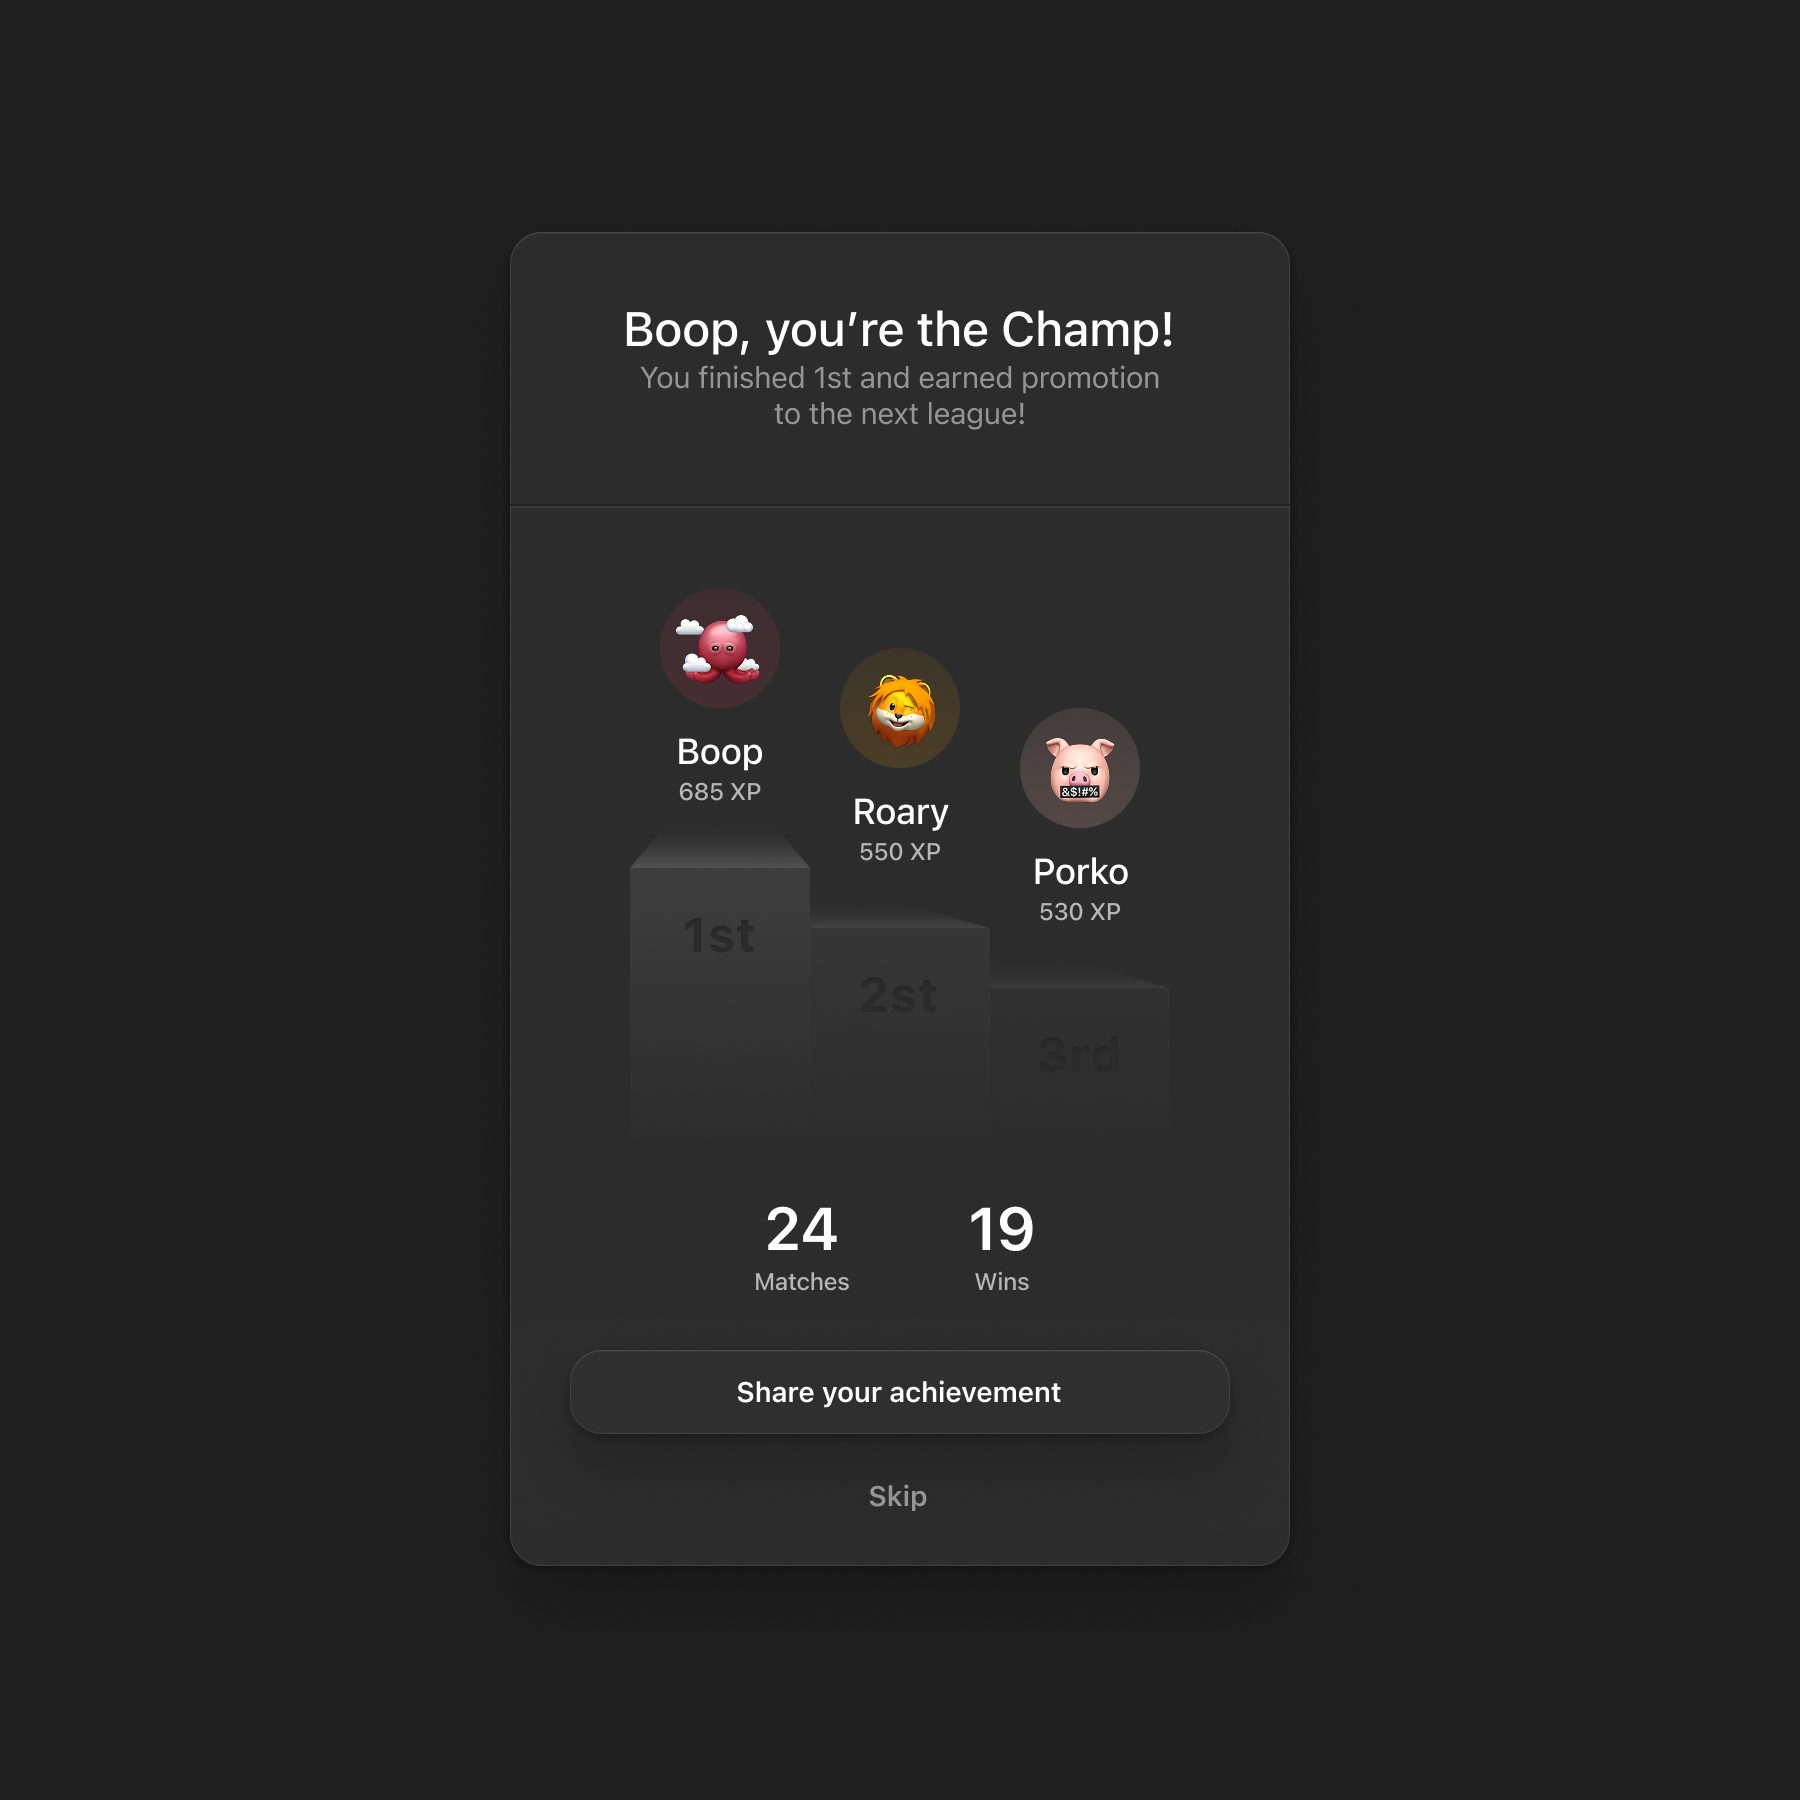 Boop, you’re the Champ!
You finished 1st and earned promotion
to the next league!
Boop
685 XP
Roary
550 XP
&$!#%
Porko
530 XP
1st
2st
3rd
24
Matches
19
Wins
Share your achievement
Skip